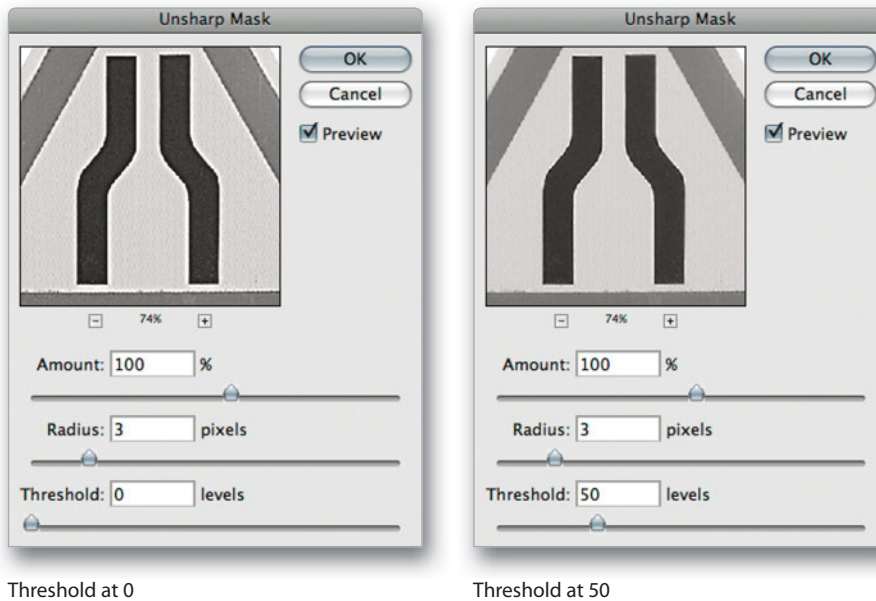 Unsharp Mask
OK
Cancel
Preview
74%
Amount: 100 %
Radius: 3 pixels
Threshold: 0 levels
Threshold at 0
Unsharp Mask
OK
Cancel
Preview
74%
Amount: 100 %
Radius: 3 pixels
Threshold: 50 levels
Threshold at 50